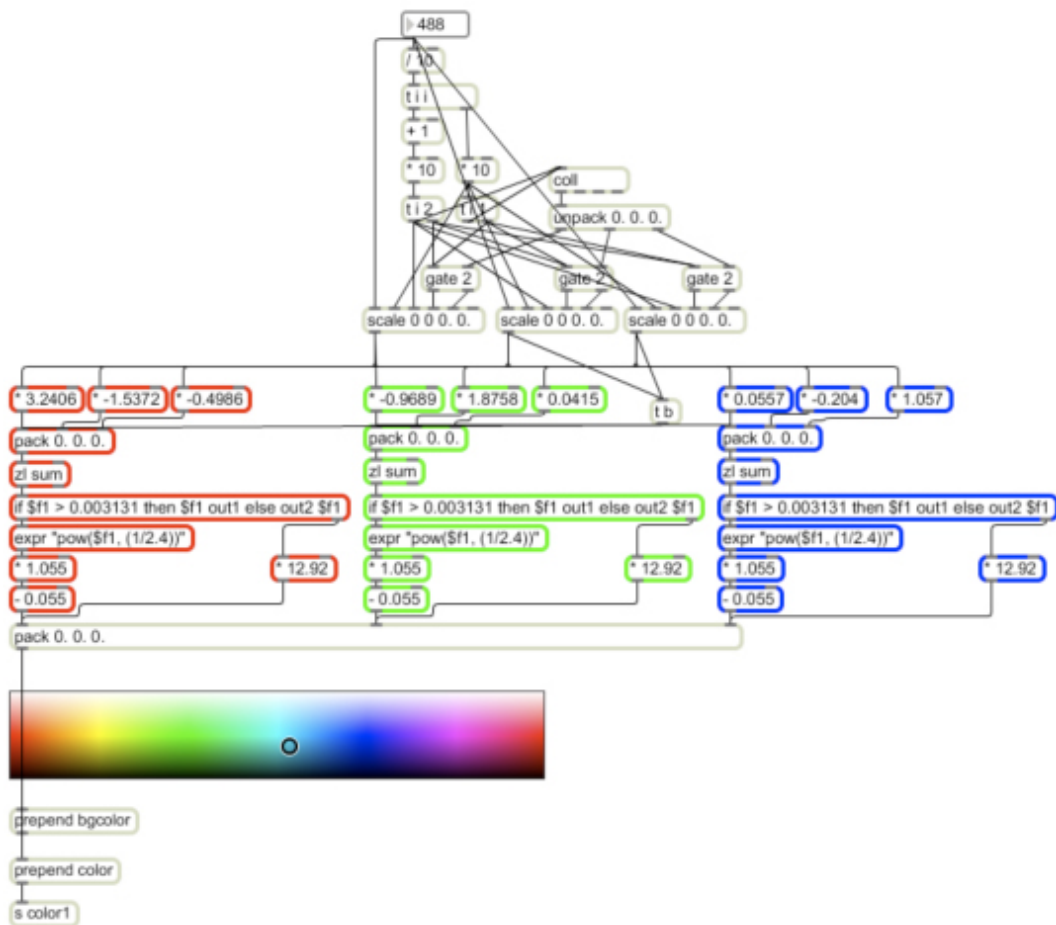 488
/ 10
t i i
+ 1
* 10 * 10
coll
t i 2 t i 1
unpack 0. 0. 0.
gate 2 gate 2 gate 2
scale 0 0 0. 0. scale 0 0 0. 0. scale 0 0 0. 0.
* 3.2406 * -1.5372 * -0.4986 * -0.9689 * 1.8758 * 0.0415 * 0.0557 * -0.204 * 1.057
t b
pack 0. 0. 0. pack 0. 0. 0. pack 0. 0. 0.
zl sum zl sum zl sum
if $f1 > 0.003131 then $f1 out1 else out2 $f1 if $f1 > 0.003131 then $f1 out1 else out2 $f1 if $f1 > 0.003131 then $f1 out1 else out2 $f1
expr "pow($f1, (1/2.4))" expr "pow($f1, (1/2.4))" expr "pow($f1, (1/2.4))"
* 1.055 * 12.92 * 1.055 * 12.92 * 1.055 * 12.92
- 0.055 - 0.055 - 0.055
pack 0. 0. 0.
prepend bgcolor
prepend color
s color1